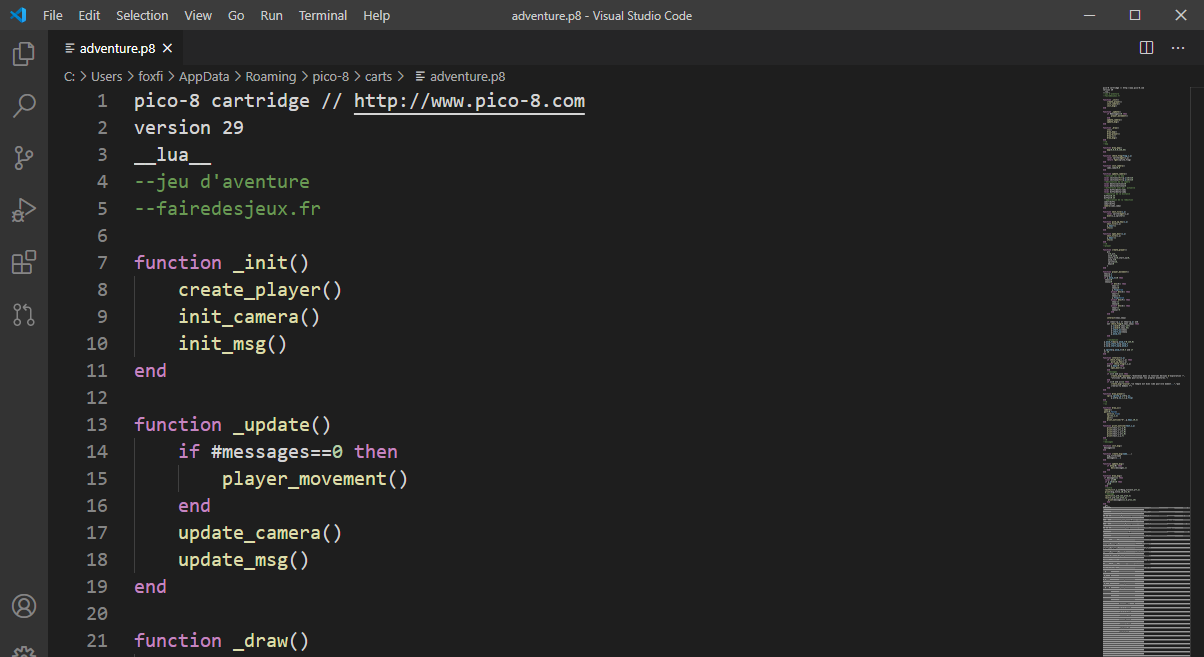 File Edit Selection View Go Run Terminal Help adventure.p8 - Visual Studio Code
adventure.p8
C: > Users > foxfi > AppData > Roaming > pico-8 > carts > adventure.p8
1 pico-8 cartridge // http://www.pico-8.com
2 version 29
3 __lua__
4 --jeu d'aventure
5 --fairedesjeux.fr
6
7 function _init()
8 create_player()
9 init_camera()
10 init_msg()
11 end
12
13 function _update()
14 if #messages==0 then
15 player_movement()
16 end
17 update_camera()
18 update_msg()
19 end
20
21 function _draw()